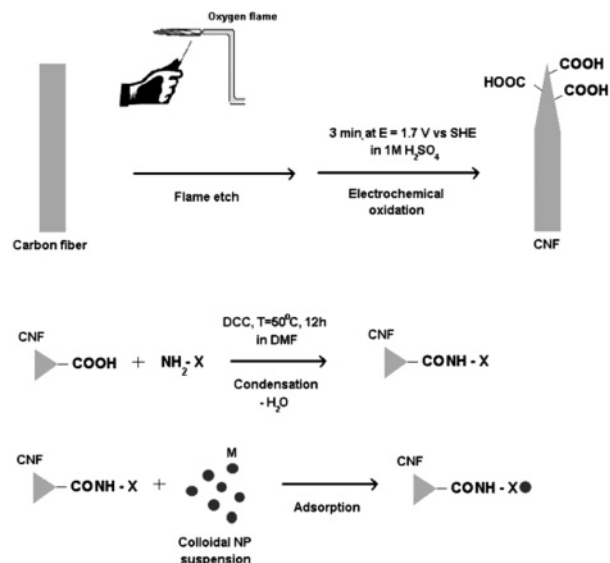 Oxygen flame
COOH
HOOC
COOH
3 min. at E = 1.7 V vs SHE
in 1M H₂SO₄
Flame etch
Electrochemical
oxidation
Carbon fiber
CNF
DCC, T=50⁰C, 12h
in DMF
CNF
COOH + NH₂-X
Condensation
- H₂O
CNF
CONH - X
CNF
CONH - X +
M
Colloidal NP
suspension
Adsorption
CNF
CONH - X